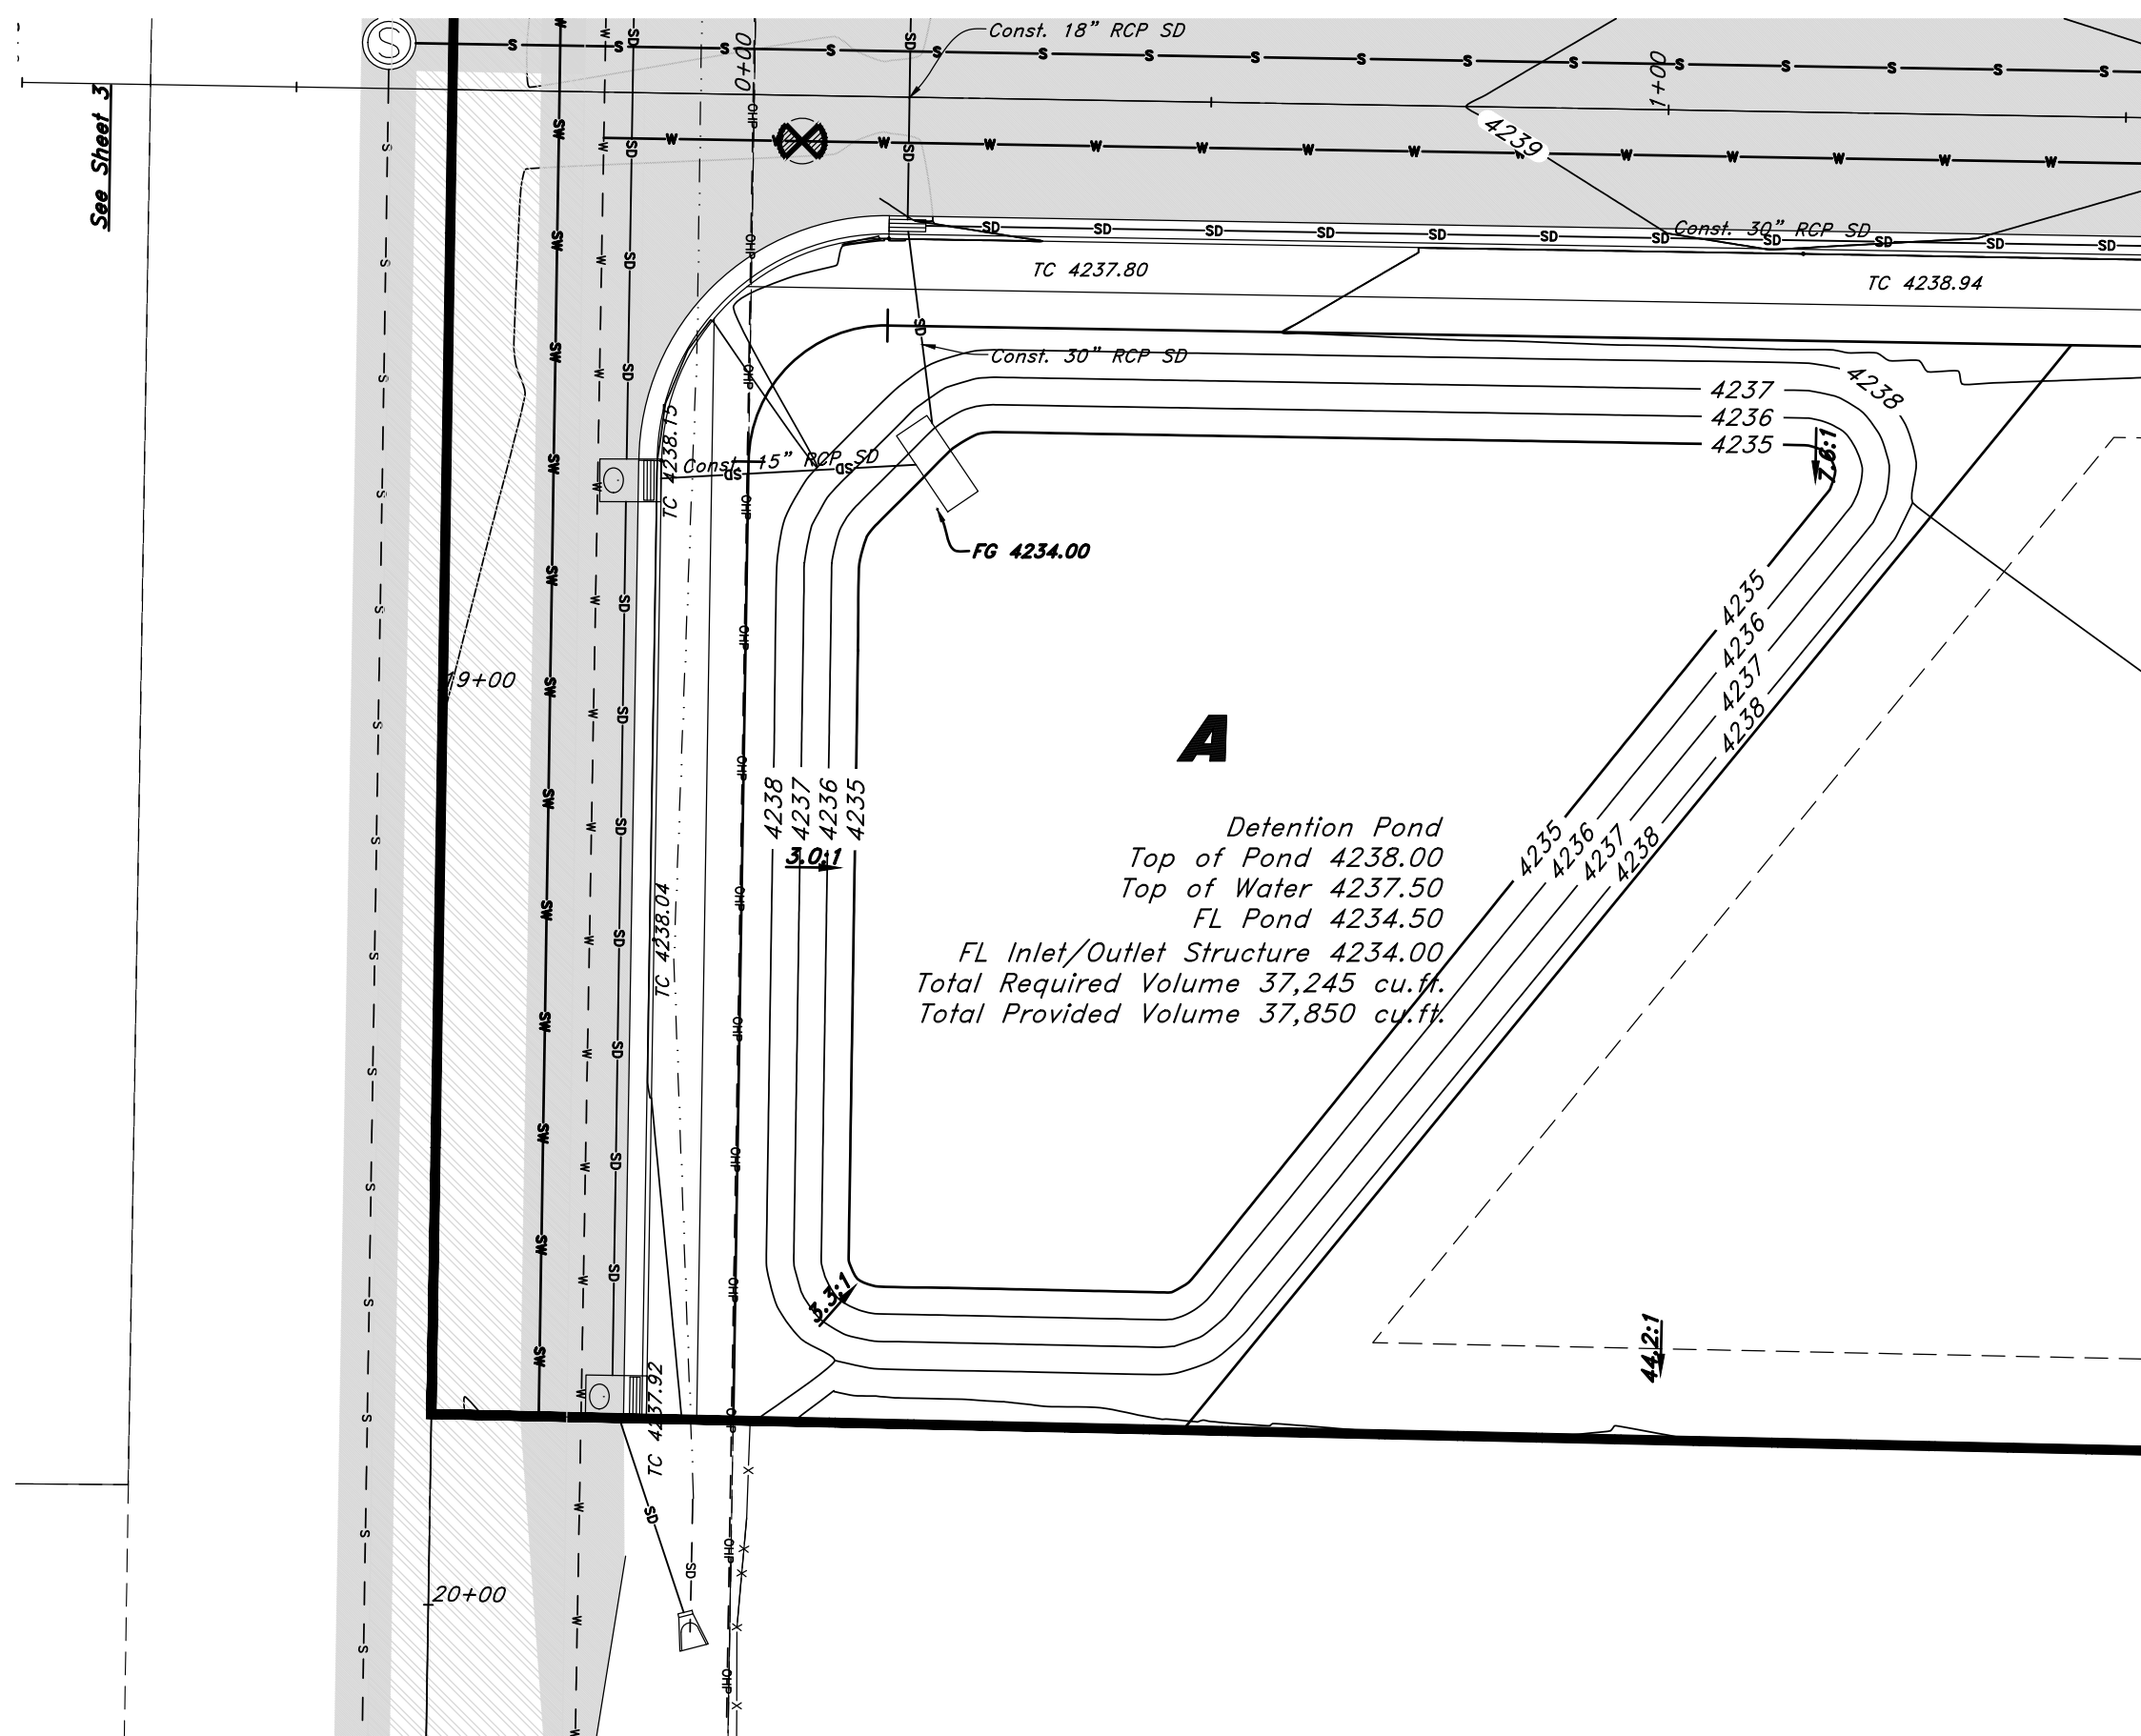 Const. 18” RCP SD
0+00
1+00
See Sheet 3
4239
Const. 30” RCP SD
TC 4237.80
TC 4238.94
Const. 30” RCP SD
4238
4237
4236
4235
7.6:1
TC 4238.15
Const. 15” RCP SD
FG 4234.00
4235
4236
4237
4238
19+00
A
4238
4237
4236
4235
3.0:1
Detention Pond
Top of Pond 4238.00
Top of Water 4237.50
FL Pond 4234.50
FL Inlet/Outlet Structure 4234.00
Total Required Volume 37,245 cu.ft.
Total Provided Volume 37,850 cu.ft.
4235
4236
4237
4238
TC 4238.04
3.3:1
44.2:1
TC 4237.92
20+00
S
SW
W
SD
OHP
X